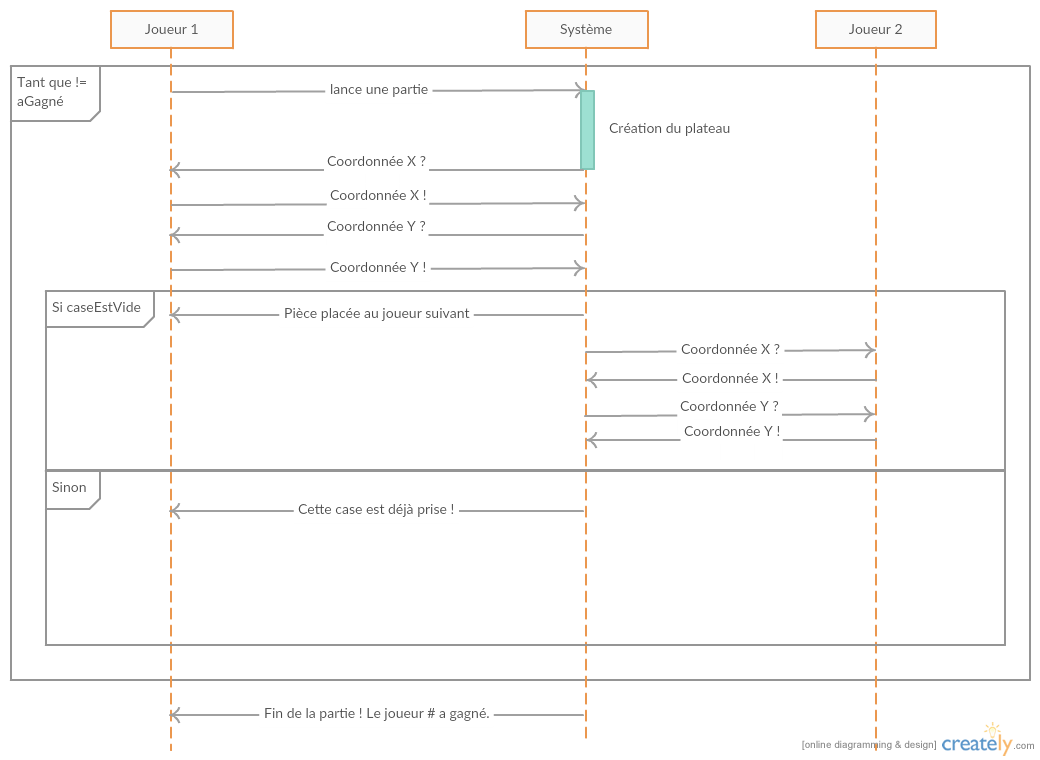 Joueur 1
Système
Joueur 2
Tant que !=
aGagné
lance une partie
Création du plateau
Coordonnée X ?
Coordonnée X !
Coordonnée Y ?
Coordonnée Y !
Si caseEstVide
Pièce placée au joueur suivant
Coordonnée X ?
Coordonnée X !
Coordonnée Y ?
Coordonnée Y !
Sinon
Cette case est déjà prise !
Fin de la partie ! Le joueur # a gagné.
[online diagramming & design] creately.com